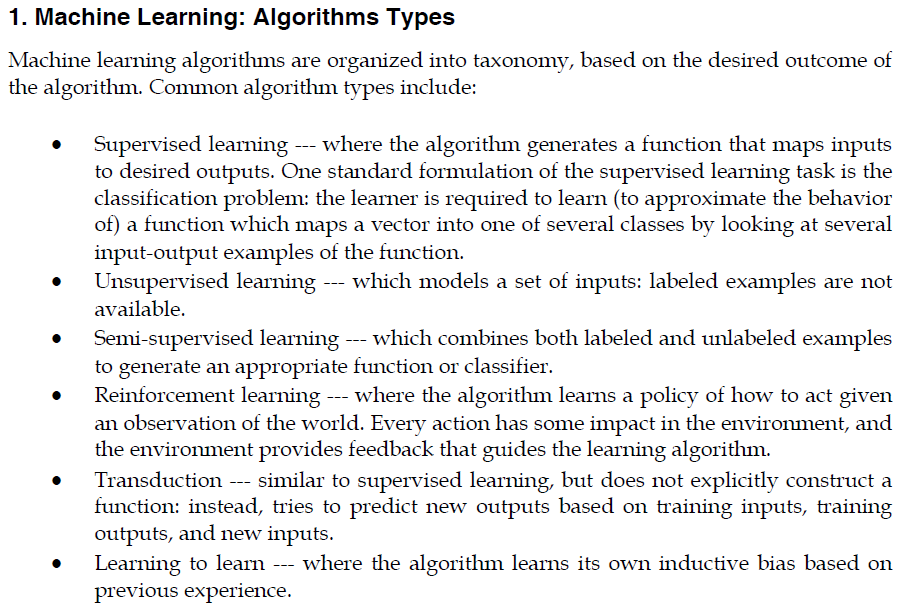 1. Machine Learning: Algorithms Types
Machine learning algorithms are organized into taxonomy, based on the desired outcome of
the algorithm. Common algorithm types include:
• Supervised learning --- where the algorithm generates a function that maps inputs
to desired outputs. One standard formulation of the supervised learning task is the
classification problem: the learner is required to learn (to approximate the behavior
of) a function which maps a vector into one of several classes by looking at several
input-output examples of the function.
• Unsupervised learning --- which models a set of inputs: labeled examples are not
available.
• Semi-supervised learning --- which combines both labeled and unlabeled examples
to generate an appropriate function or classifier.
• Reinforcement learning --- where the algorithm learns a policy of how to act given
an observation of the world. Every action has some impact in the environment, and
the environment provides feedback that guides the learning algorithm.
• Transduction --- similar to supervised learning, but does not explicitly construct a
function: instead, tries to predict new outputs based on training inputs, training
outputs, and new inputs.
• Learning to learn --- where the algorithm learns its own inductive bias based on
previous experience.